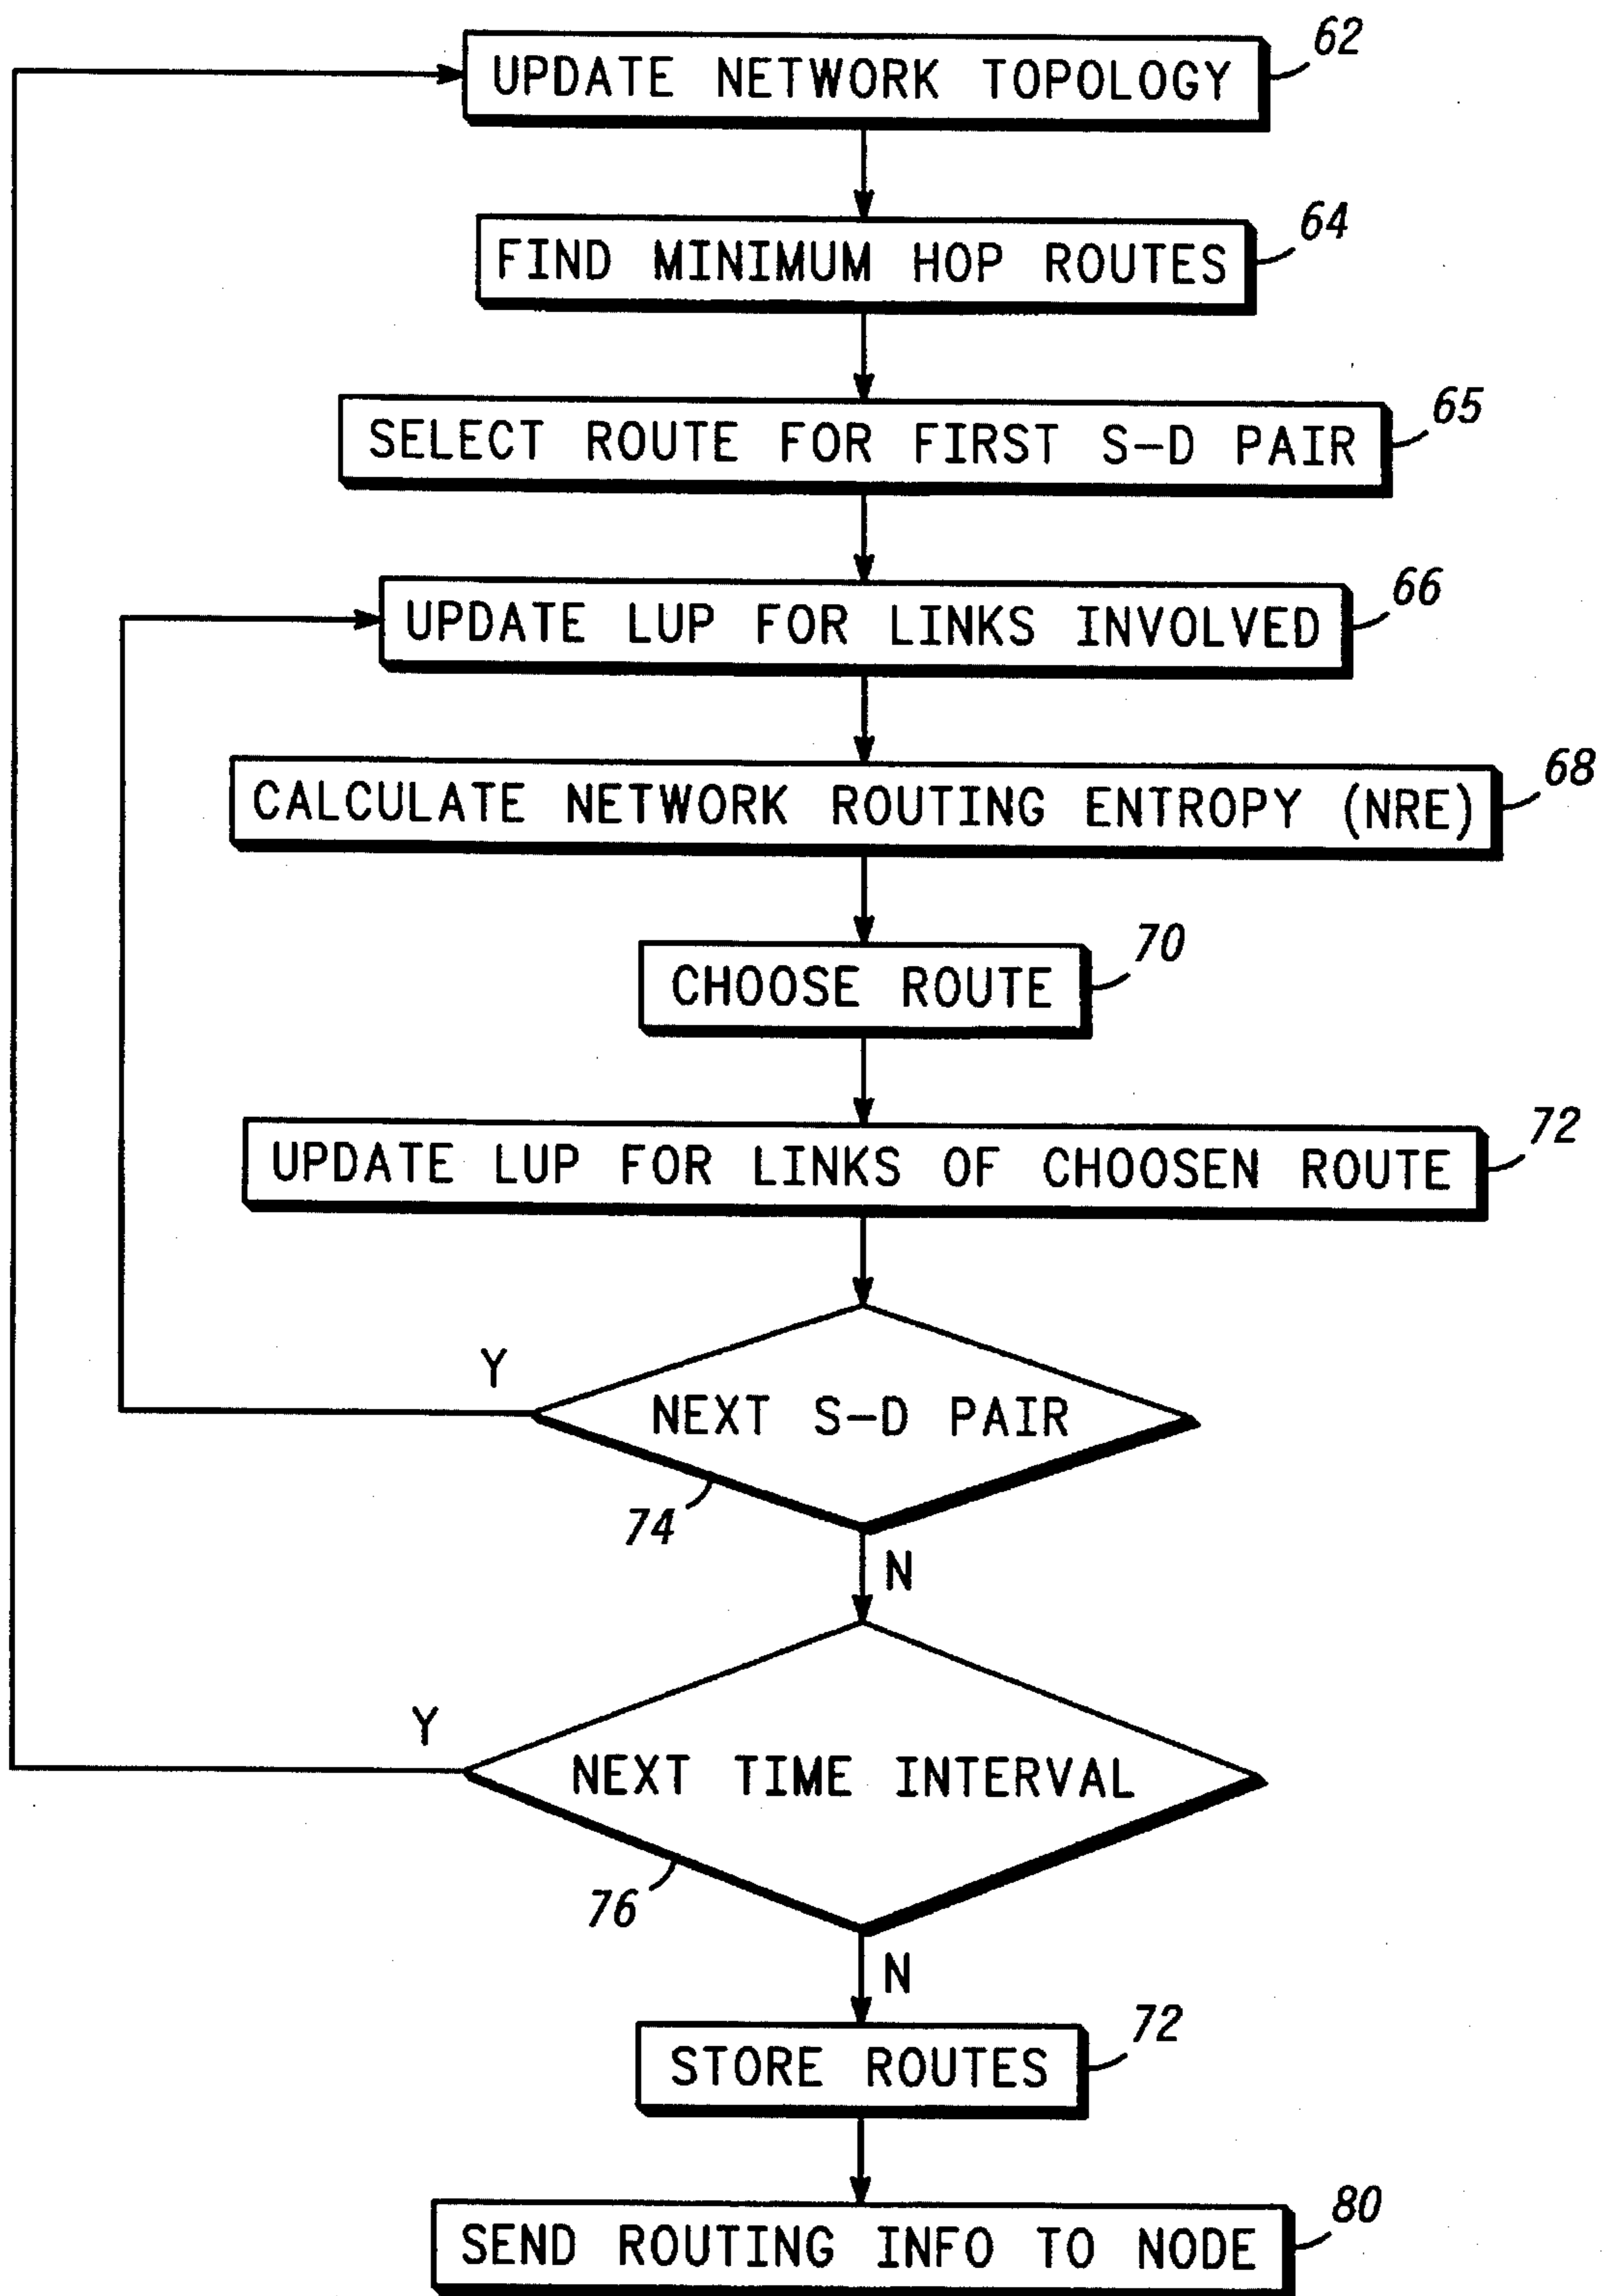 UPDATE NETWORK TOPOLOGY
62
FIND MINIMUM HOP ROUTES
64
SELECT ROUTE FOR FIRST S-D PAIR
65
UPDATE LUP FOR LINKS INVOLVED
66
CALCULATE NETWORK ROUTING ENTROPY (NRE)
68
CHOOSE ROUTE
70
UPDATE LUP FOR LINKS OF CHOOSEN ROUTE
72
Y
NEXT S-D PAIR
74
N
Y
NEXT TIME INTERVAL
76
N
STORE ROUTES
72
SEND ROUTING INFO TO NODE
80